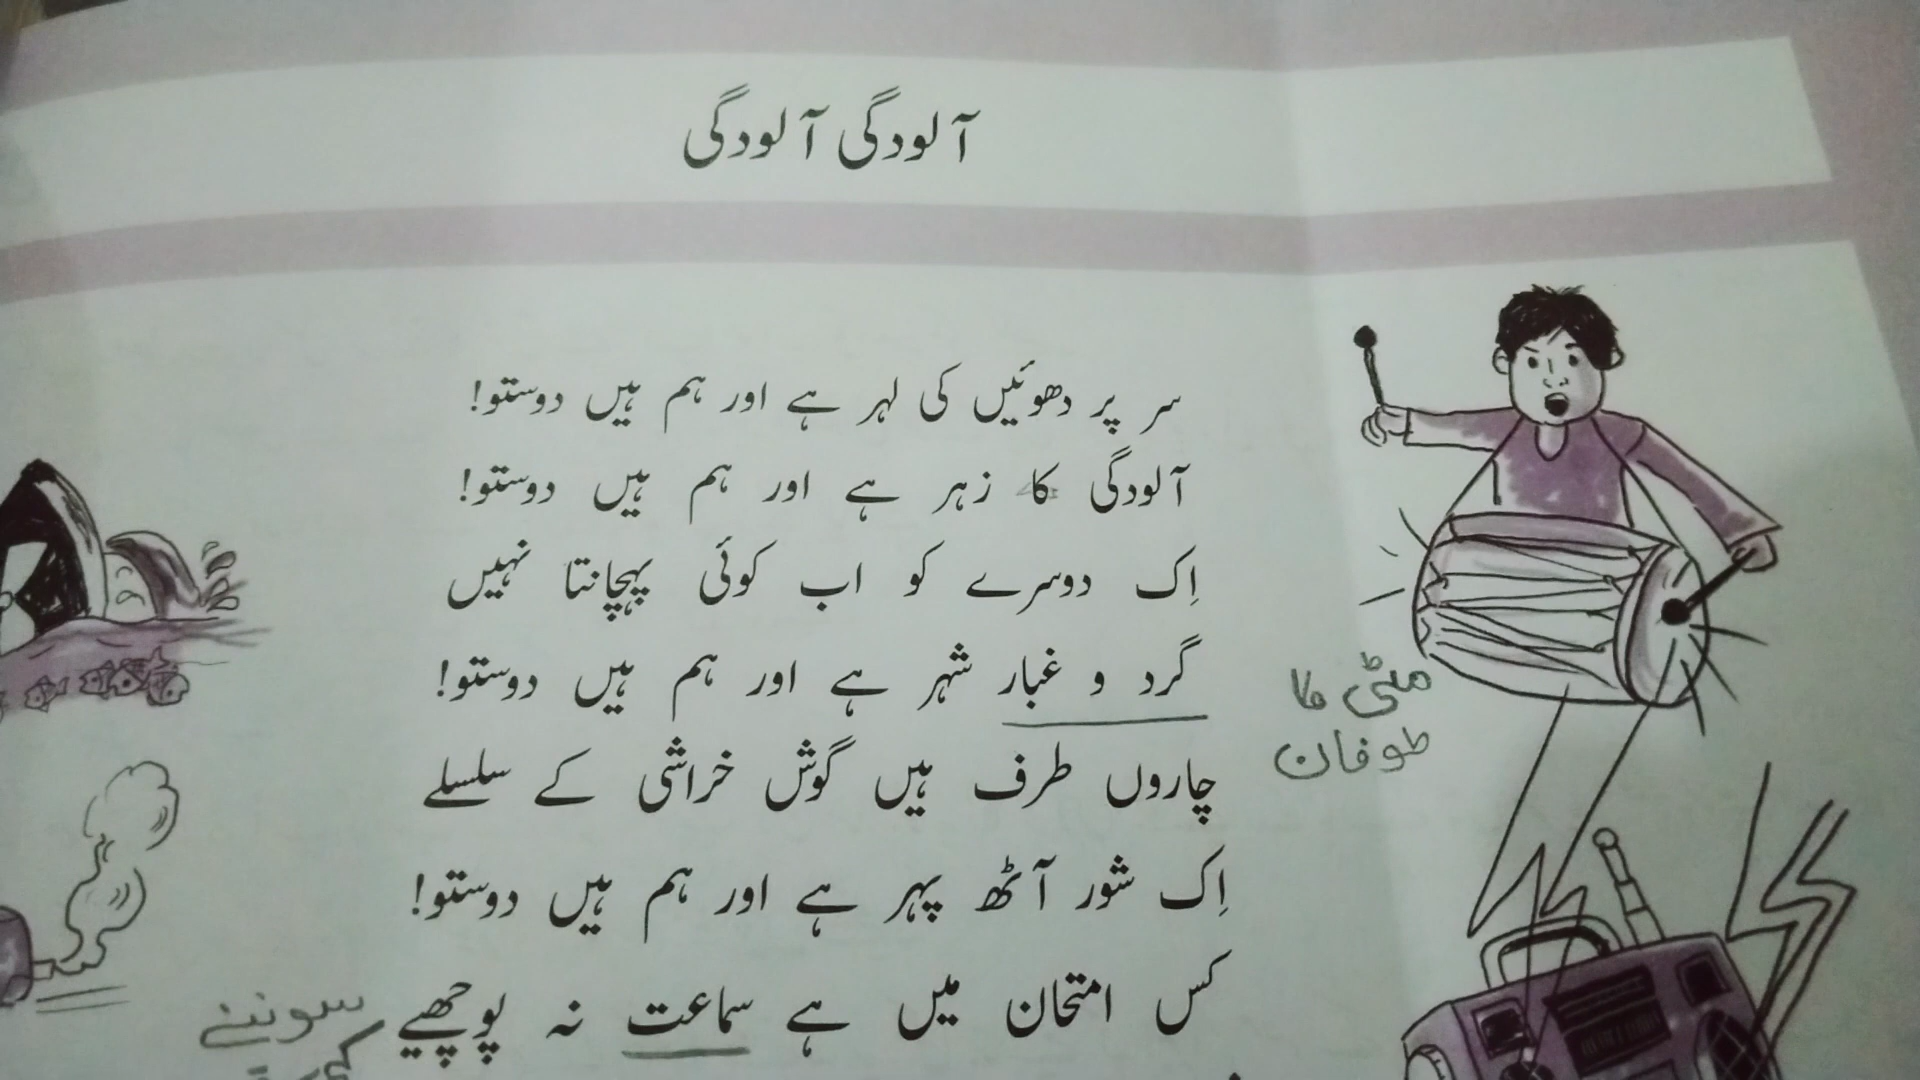 آلودگی آلودگی
سر پر دھوئیں کی لہر ہے اور ہم ہیں دوستو!
آلودگی کا زہر ہے اور ہم ہیں دوستو!
اِک دوسرے کو اب کوئی پہچانتا نہیں
گرد و غبار شہر ہے اور ہم ہیں دوستو!
مٹی کا
طوفان
چاروں طرف ہیں گوش خراشی کے سلسلے
اِک شور آٹھ پہر ہے اور ہم ہیں دوستو!
کس امتحان میں ہے سماعت نہ پوچھیے
سوننے